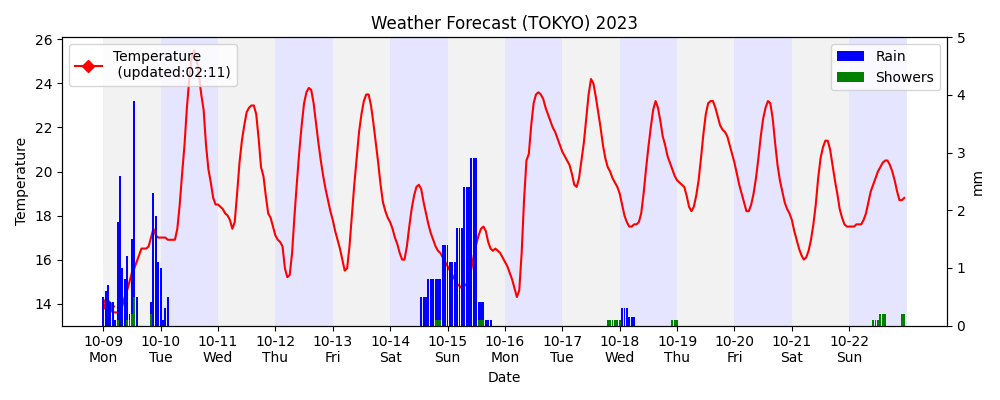 Weather Forecast (TOKYO) 2023
Temperature
(updated:02:11)
Rain
Showers
Temperature
26
24
22
20
18
16
14
5
4
3
2
1
0
mm
10-09 10-10 10-11 10-12 10-13 10-14 10-15 10-16 10-17 10-18 10-19 10-20 10-21 10-22
Mon Tue Wed Thu Fri Sat Sun Mon Tue Wed Thu Fri Sat Sun
Date